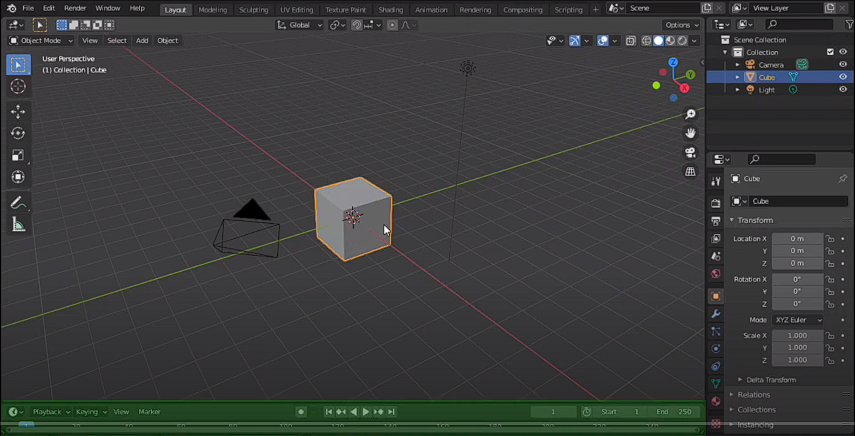 File Edit Render Window Help Layout Modeling Sculpting UV Editing Texture Paint Shading Animation Rendering Compositing Scripting + Scene View Layer
Global Options
Object Mode View Select Add Object
User Perspective
(1) Collection | Cube
Z
Y
X
Scene Collection
Collection
Camera
Cube
Light
Cube
Cube
Transform
Location X 0 m
Y 0 m
Z 0 m
Rotation X 0°
Y 0°
Z 0°
Mode XYZ Euler
Scale X 1.000
Y 1.000
Z 1.000
Delta Transform
Relations
Collections
Instancing
Playback Keying View Marker 1 Start 1 End 250